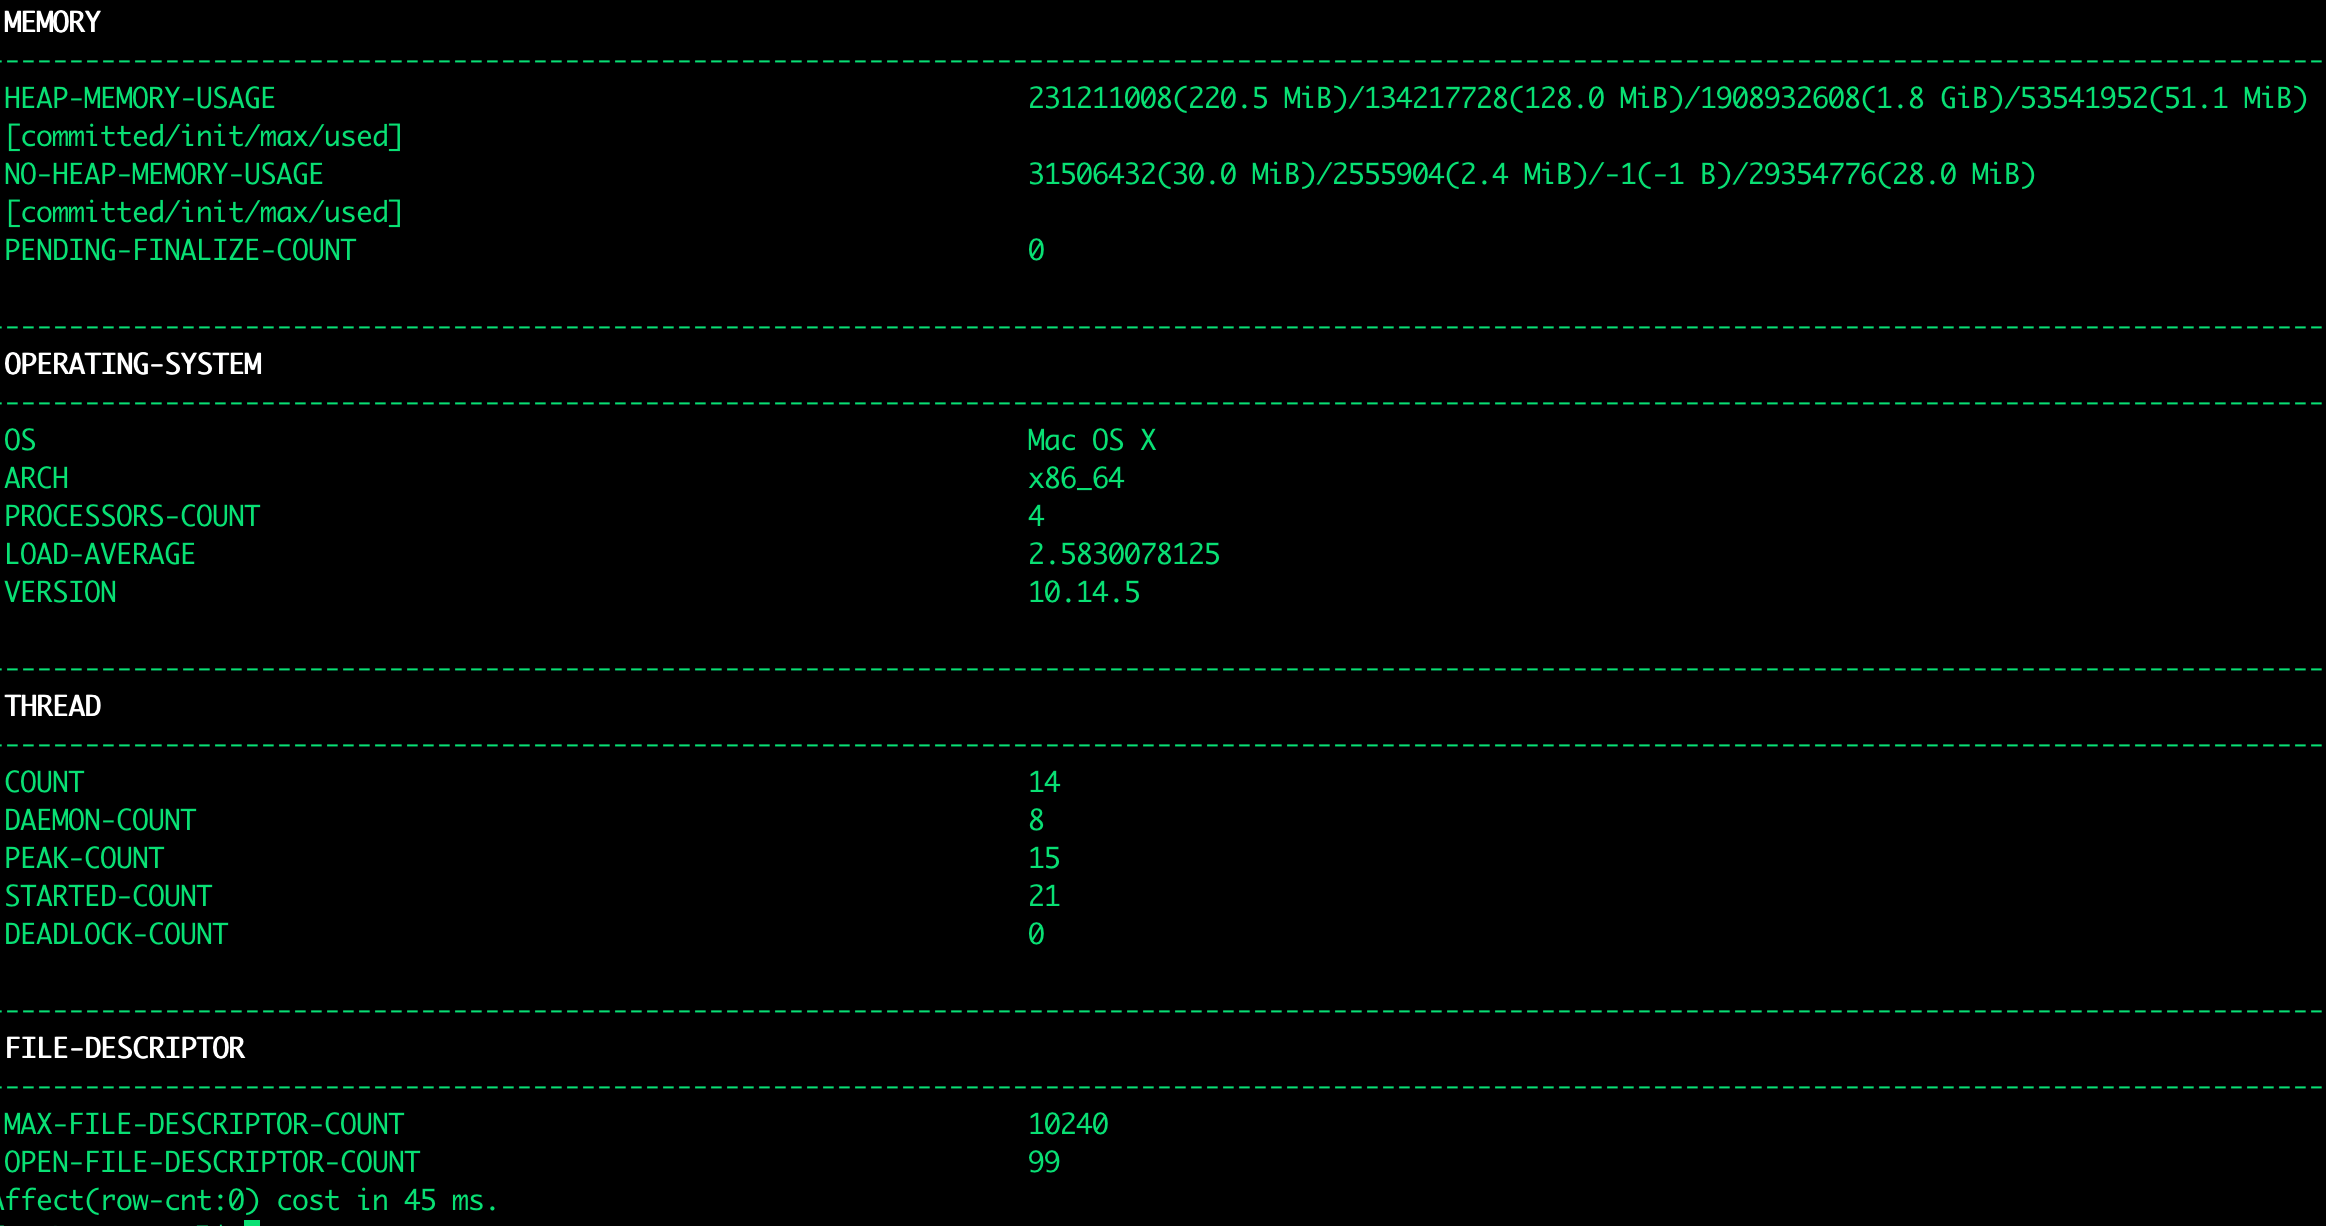 MEMORY
HEAP-MEMORY-USAGE 231211008(220.5 MiB)/134217728(128.0 MiB)/1908932608(1.8 GiB)/53541952(51.1 MiB)
[committed/init/max/used]
NO-HEAP-MEMORY-USAGE 31506432(30.0 MiB)/2555904(2.4 MiB)/-1(-1 B)/29354776(28.0 MiB)
[committed/init/max/used]
PENDING-FINALIZE-COUNT 0
OPERATING-SYSTEM
OS Mac OS X
ARCH x86_64
PROCESSORS-COUNT 4
LOAD-AVERAGE 2.5830078125
VERSION 10.14.5
THREAD
COUNT 14
DAEMON-COUNT 8
PEAK-COUNT 15
STARTED-COUNT 21
DEADLOCK-COUNT 0
FILE-DESCRIPTOR
MAX-FILE-DESCRIPTOR-COUNT 10240
OPEN-FILE-DESCRIPTOR-COUNT 99
Affect(row-cnt:0) cost in 45 ms.